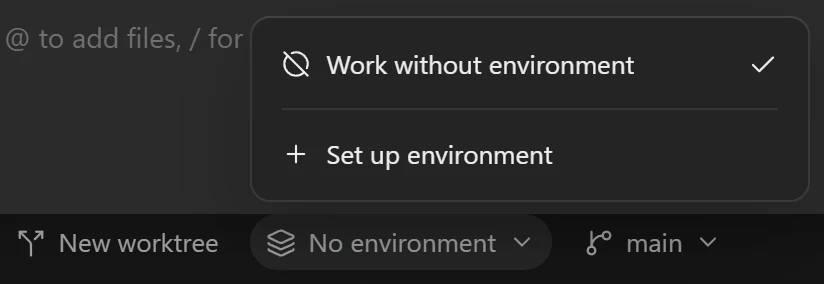 @ to add files, / for
Work without environment
Set up environment
New worktree
No environment
main